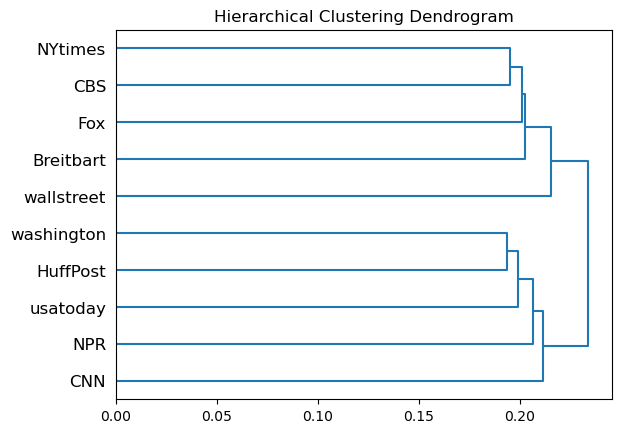 Hierarchical Clustering Dendrogram
NYtimes
CBS
Fox
Breitbart
wallstreet
washington
HuffPost
usatoday
NPR
CNN
0.00 0.05 0.10 0.15 0.20